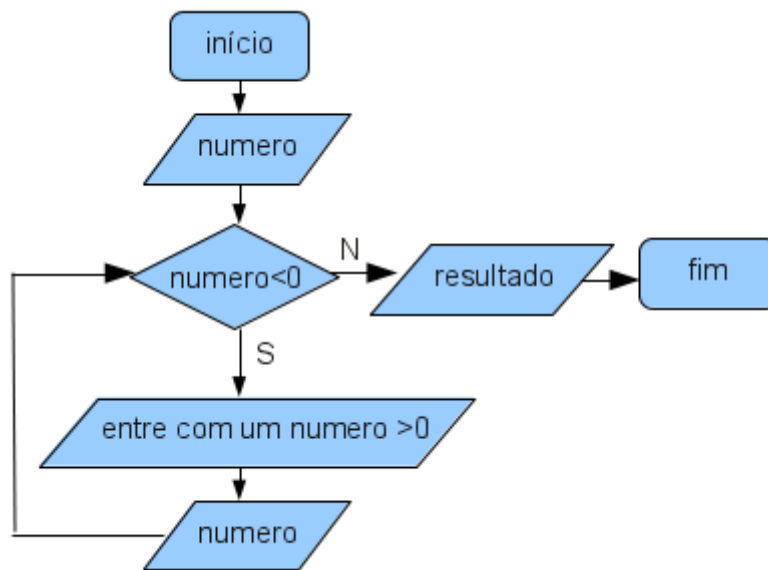 início
numero
numero<0
N
resultado
fim
S
entre com um numero >0
numero